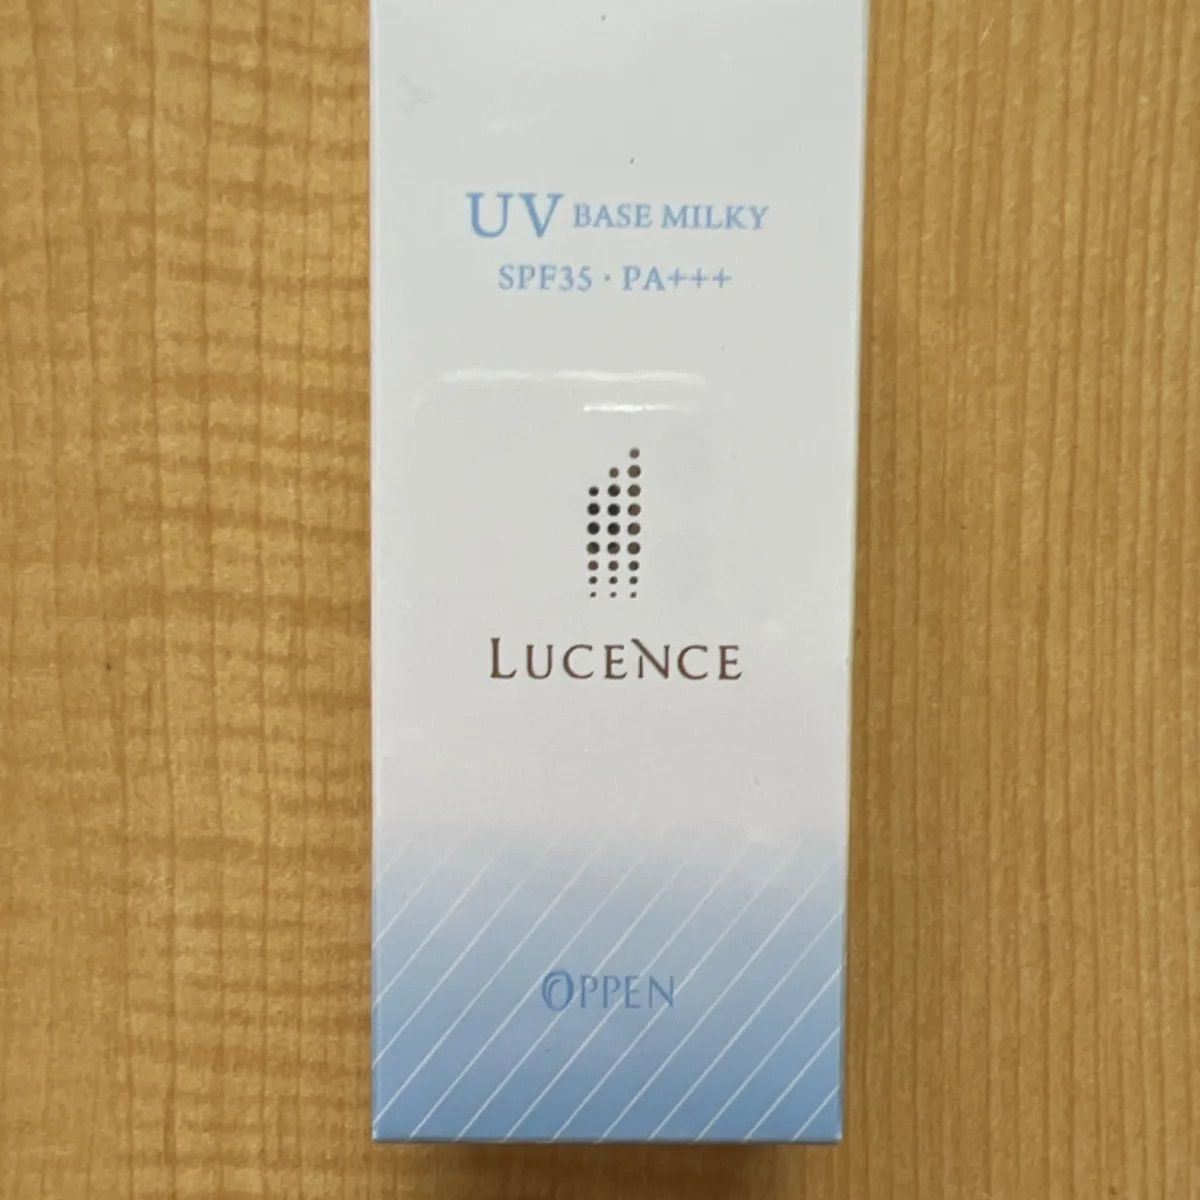 UV BASE MILKY
SPF35・PA+++
LUCENCE
OPPEN